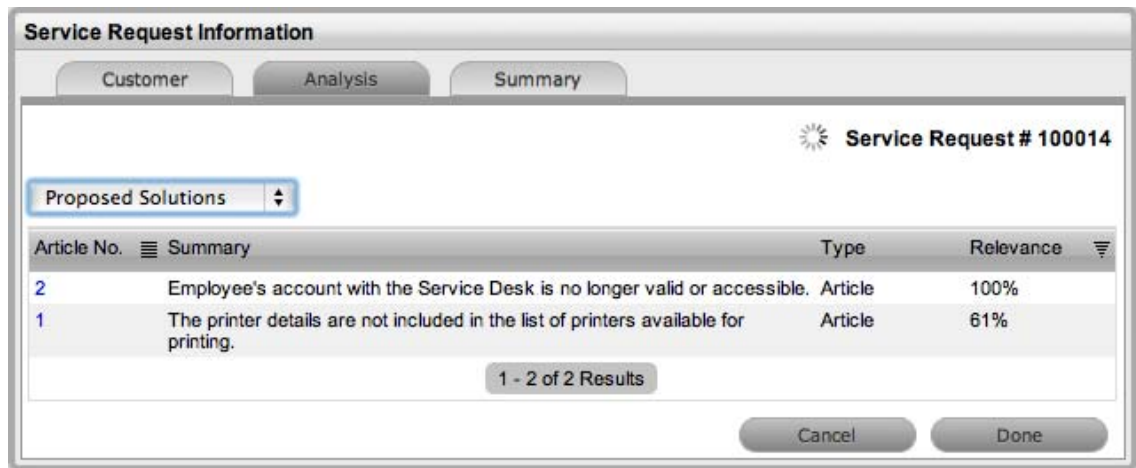 Service Request Information
Customer Analysis Summary
Service Request # 100014
Proposed Solutions
Article No. Summary Type Relevance
2 Employee's account with the Service Desk is no longer valid or accessible. Article 100%
1 The printer details are not included in the list of printers available for Article 61%
printing.
1 - 2 of 2 Results
Cancel Done